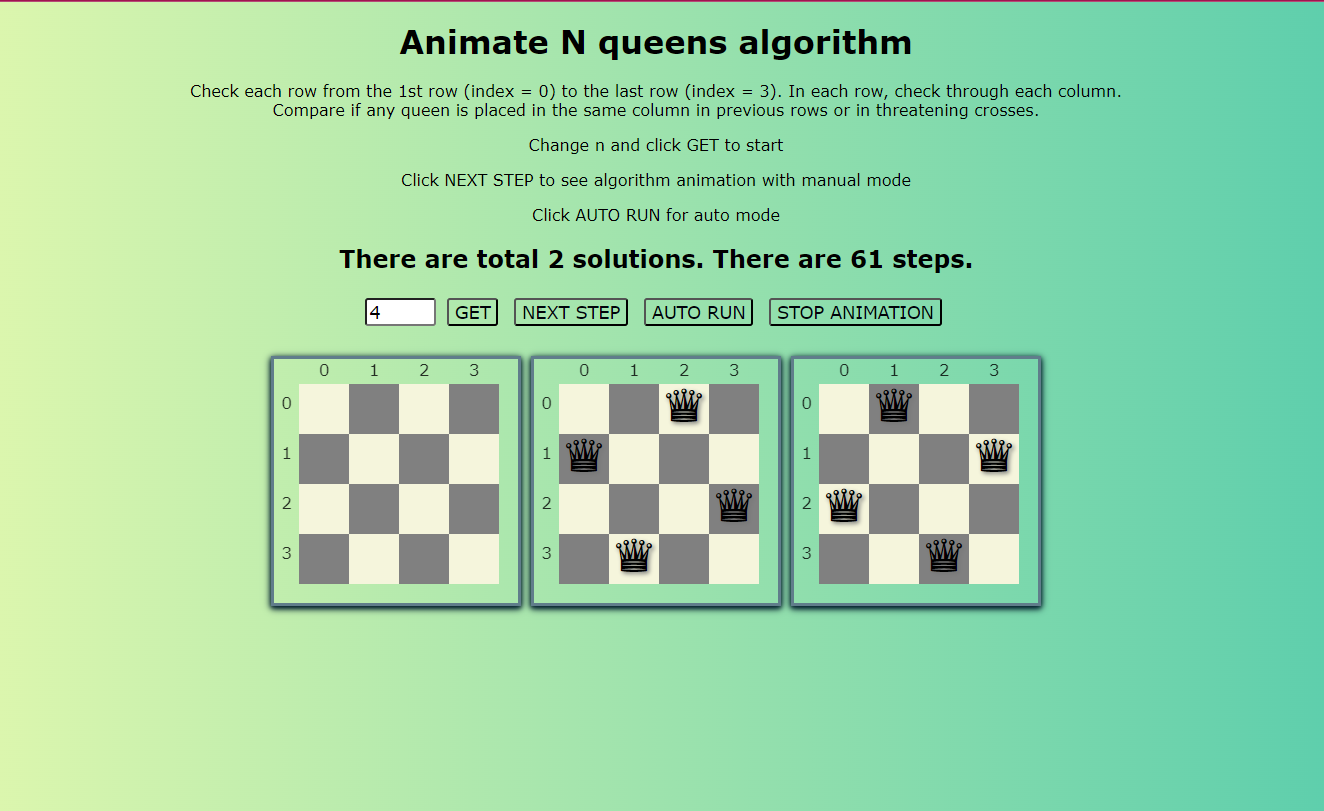 Animate N queens algorithm
Check each row from the 1st row (index = 0) to the last row (index = 3). In each row, check through each column.
Compare if any queen is placed in the same column in previous rows or in threatening crosses.
Change n and click GET to start
Click NEXT STEP to see algorithm animation with manual mode
Click AUTO RUN for auto mode
There are total 2 solutions. There are 61 steps.
4 GET NEXT STEP AUTO RUN STOP ANIMATION
0 1 2 3 0 1 2 3 0 1 2 3
0 0 0
1 1 1
2 2 2
3 3 3